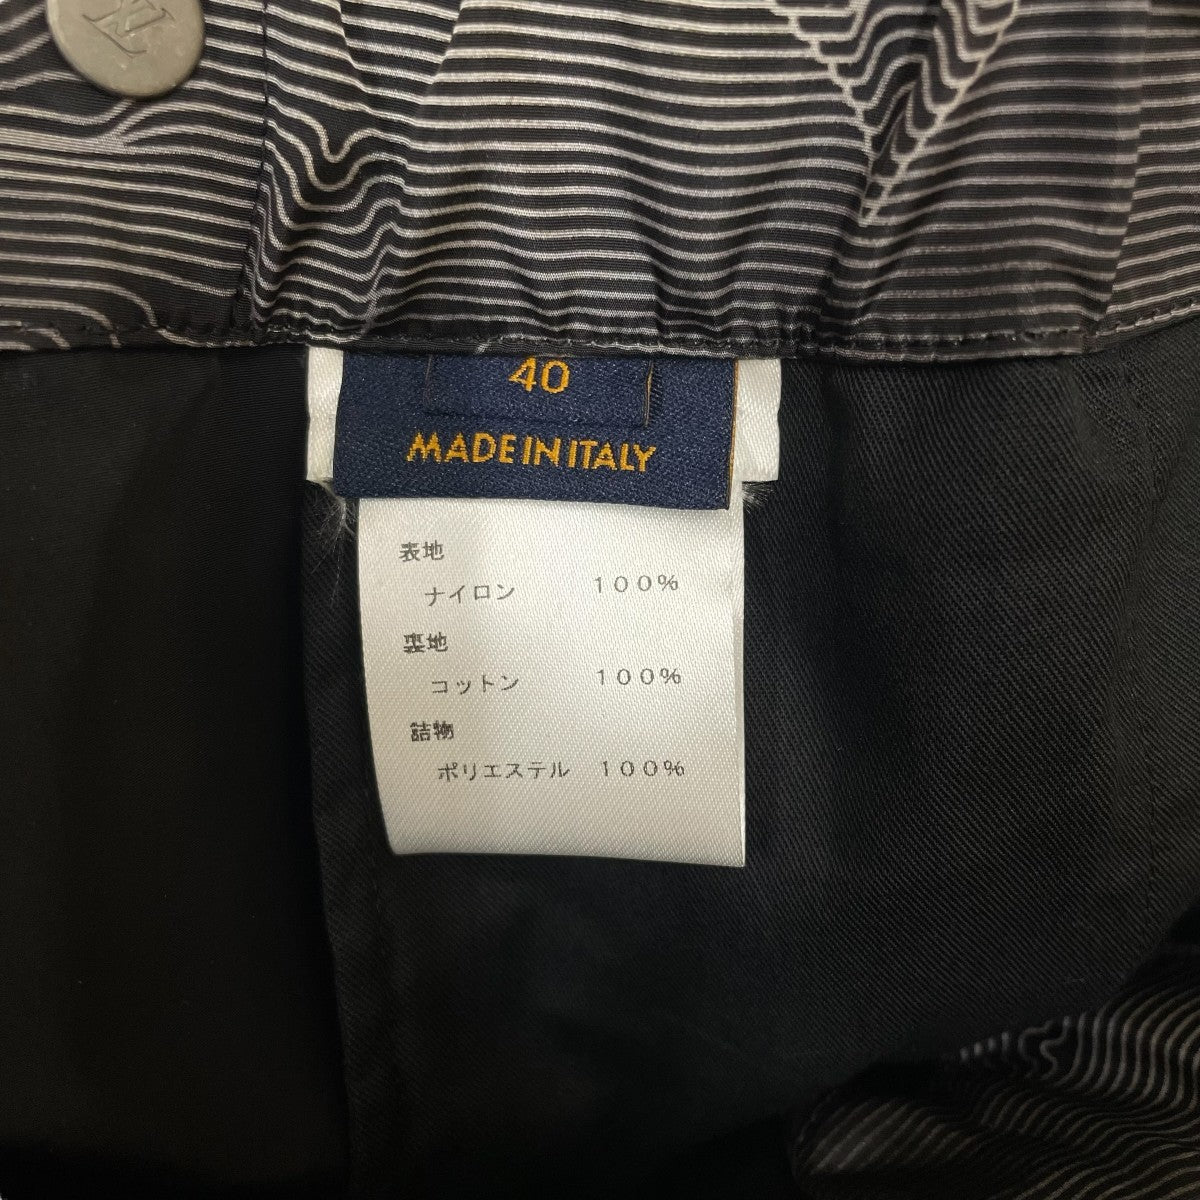 LV
40
MADE IN ITALY
表地
ナイロン 100%
裏地
コットン 100%
詰物
ポリエステル 100%